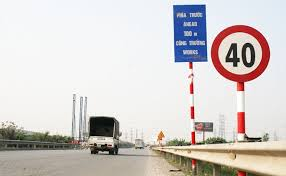 PHÍA TRƯỚC
AHEAD
100 m
CÔNG TRƯỜNG
WORKS
40